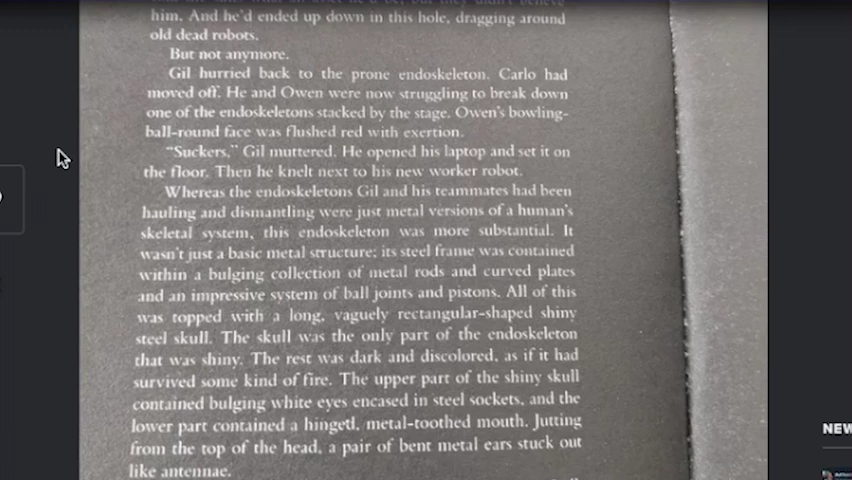 him. And he'd ended up down in this hole, dragging around
old dead robots.
But not anymore.
Gil hurried back to the prone endoskeleton. Carlo had
moved off. He and Owen were now struggling to break down
one of the endoskeletons stacked by the stage. Owen's bowling-
ball-round face was flushed red with exertion.
"Suckers," Gil muttered. He opened his laptop and set it on
the floor. Then he knelt next to his new worker robot.
Whereas the endoskeletons Gil and his teammates had been
hauling and dismantling were just metal versions of a human's
skeletal system, this endoskeleton was more substantial. It
wasn't just a basic metal structure; its steel frame was contained
within a bulging collection of metal rods and curved plates
and an impressive system of ball joints and pistons. All of this
was topped with a long, vaguely rectangular-shaped shiny
steel skull. The skull was the only part of the endoskeleton
that was shiny. The rest was dark and discolored, as if it had
survived some kind of fire. The upper part of the shiny skull
contained bulging white eyes encased in steel sockets, and the
lower part contained a hinged, metal-toothed mouth. Jutting
from the top of the head, a pair of bent metal ears stuck out
like antennae.
NEW